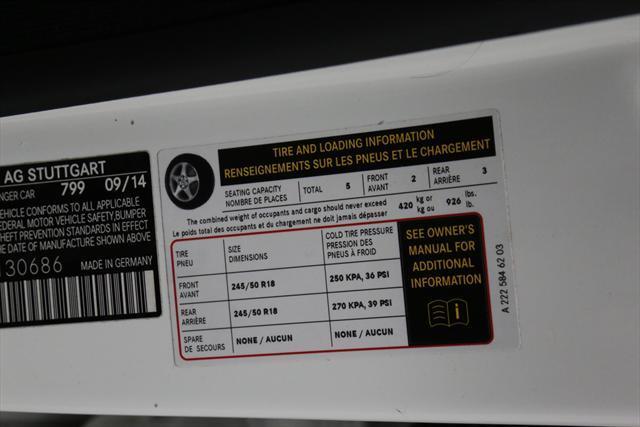 AG STUTTGART
NGER CAR 799 09/14
VEHICLE CONFORMS TO ALL APPLICABLE
FEDERAL MOTOR VEHICLE SAFETY, BUMPER
THEFT PREVENTION STANDARDS IN EFFECT
HE DATE OF MANUFACTURE SHOWN ABOVE
130686 MADE IN GERMANY
TIRE AND LOADING INFORMATION
RENSEIGNEMENTS SUR LES PNEUS ET LE CHARGEMENT
SEATING CAPACITY
NOMBRE DE PLACES
TOTAL 5
FRONT
AVANT
2
REAR
ARRIÈRE
3
The combined weight of occupants and cargo should never exceed
Le poids total des occupants et du chargement ne doit jamais dépasser
420 kg or
kg ou
926 lbs.
lb.
TIRE
PNEU
SIZE
DIMENSIONS
COLD TIRE PRESSURE
PRESSION DES
PNEUS À FROID
FRONT
AVANT
245/50 R18
250 KPA, 36 PSI
REAR
ARRIÈRE
245/50 R18
270 KPA, 39 PSI
SPARE
DE SECOURS
NONE / AUCUN
NONE / AUCUN
SEE OWNER'S
MANUAL FOR
ADDITIONAL
INFORMATION
A 222 584 62 03